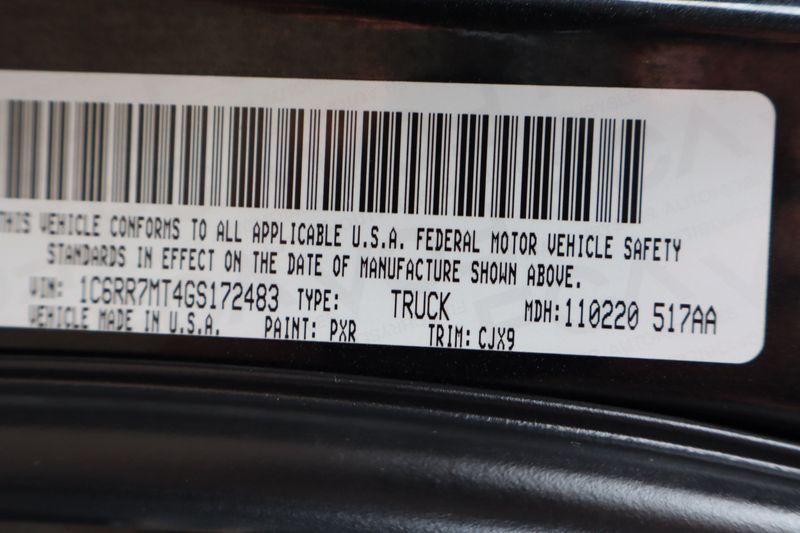 THIS VEHICLE CONFORMS TO ALL APPLICABLE U.S.A. FEDERAL MOTOR VEHICLE SAFETY
STANDARDS IN EFFECT ON THE DATE OF MANUFACTURE SHOWN ABOVE.
VIN: 1C6RR7MT4GS172483 TYPE: TRUCK MDH:110220 517AA
VEHICLE MADE IN U.S.A. PAINT: PXR TRIM:CJX9